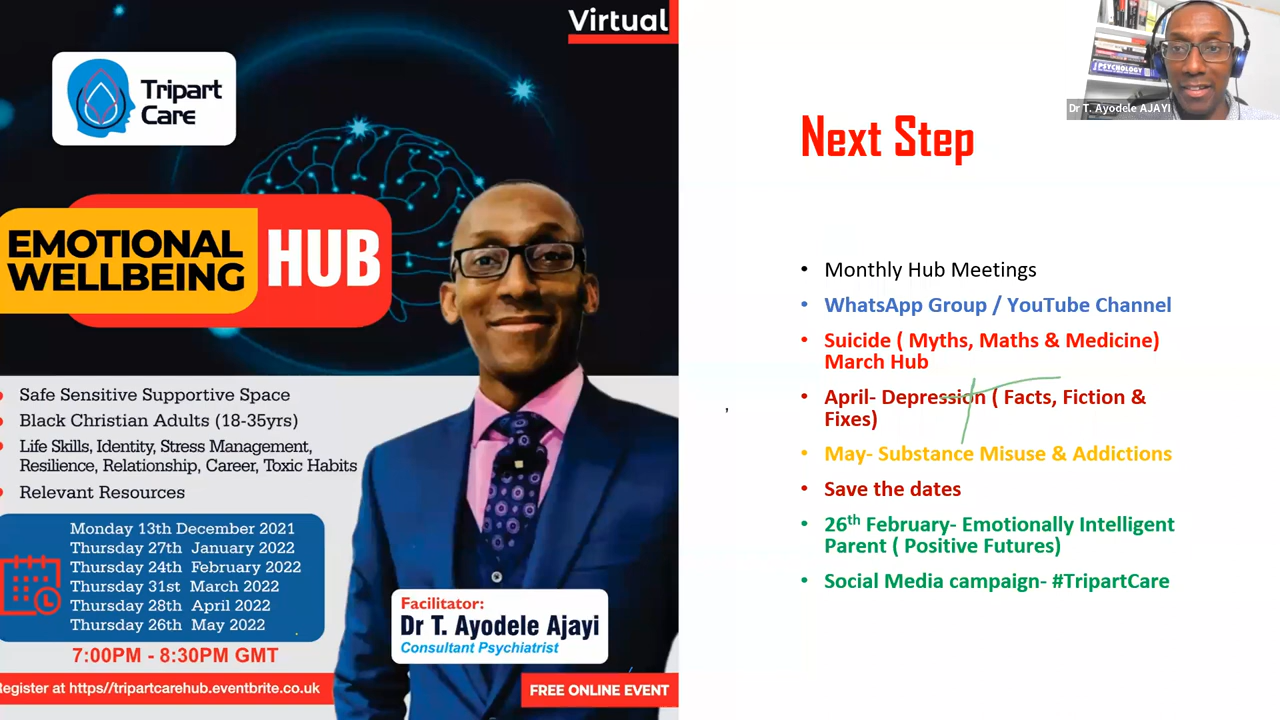 Virtual
Tripart
Care
EMOTIONAL
WELLBEING
HUB
Safe Sensitive Supportive Space
Black Christian Adults (18-35yrs)
Life Skills, Identity, Stress Management,
Resilience, Relationship, Career, Toxic Habits
Relevant Resources
Monday 13th December 2021
Thursday 27th January 2022
Thursday 24th February 2022
Thursday 31st March 2022
Thursday 28th April 2022
Thursday 26th May 2022
7:00PM - 8:30PM GMT
Register at https//tripartcarehub.eventbrite.co.uk
Facilitator:
Dr T. Ayodele Ajayi
Consultant Psychiatrist
FREE ONLINE EVENT
Next Step
• Monthly Hub Meetings
• WhatsApp Group / YouTube Channel
• Suicide ( Myths, Maths & Medicine)
March Hub
• April- Depression ( Facts, Fiction &
Fixes)
• May- Substance Misuse & Addictions
• Save the dates
• 26th February- Emotionally Intelligent
Parent ( Positive Futures)
• Social Media campaign- #TripartCare
PSYCHOLOGY
Dr T. Ayodele AJAYI